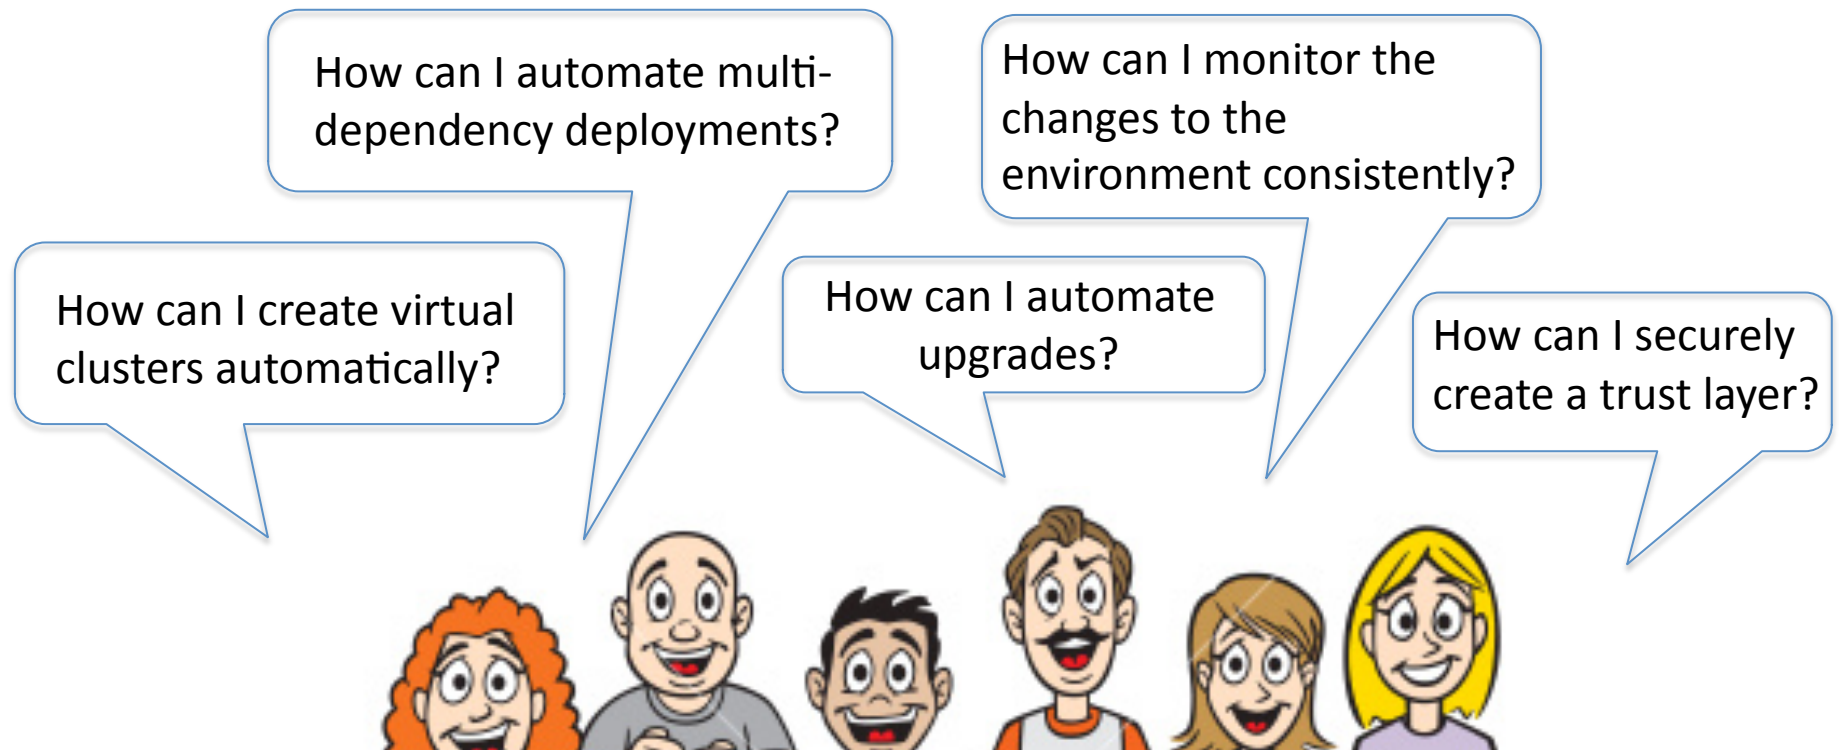 How can I automate multi-
dependency deployments?
How can I monitor the
changes to the
environment consistently?
How can I create virtual
clusters automatically?
How can I automate
upgrades?
How can I securely
create a trust layer?